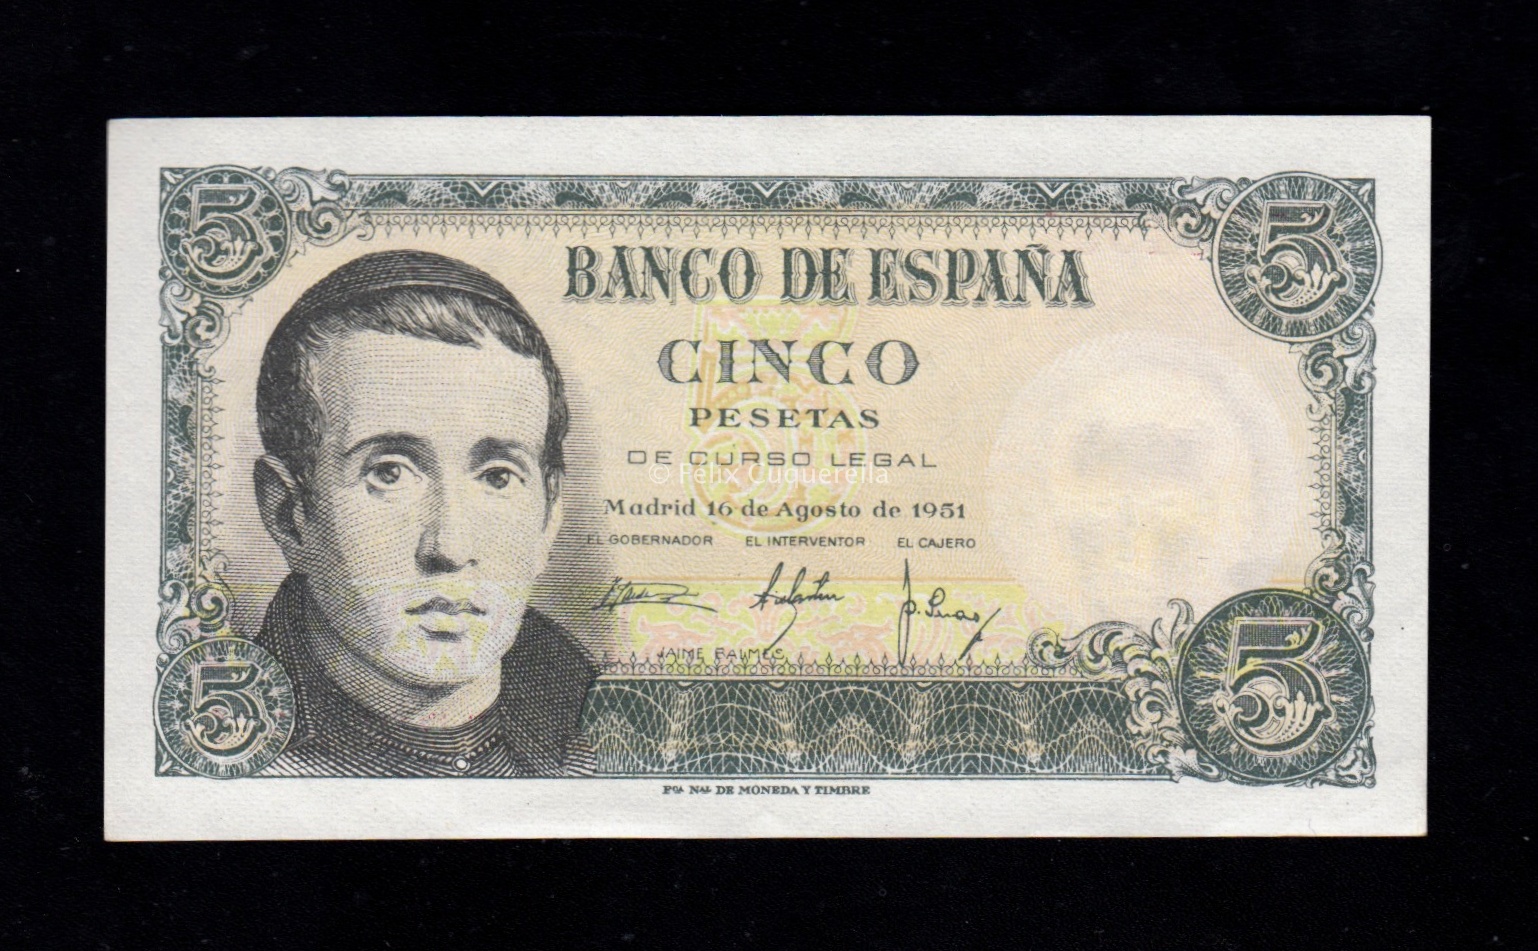 5 5
BANCO DE ESPAÑA
CINCO
PESETAS
DE CURSO LEGAL
© Felix Cuquerella
Madrid 16 de Agosto de 1951
EL GOBERNADOR EL INTERVENTOR EL CAJERO
JAIME BALMES
5 5
Fca Nal DE MONEDA Y TIMBRE